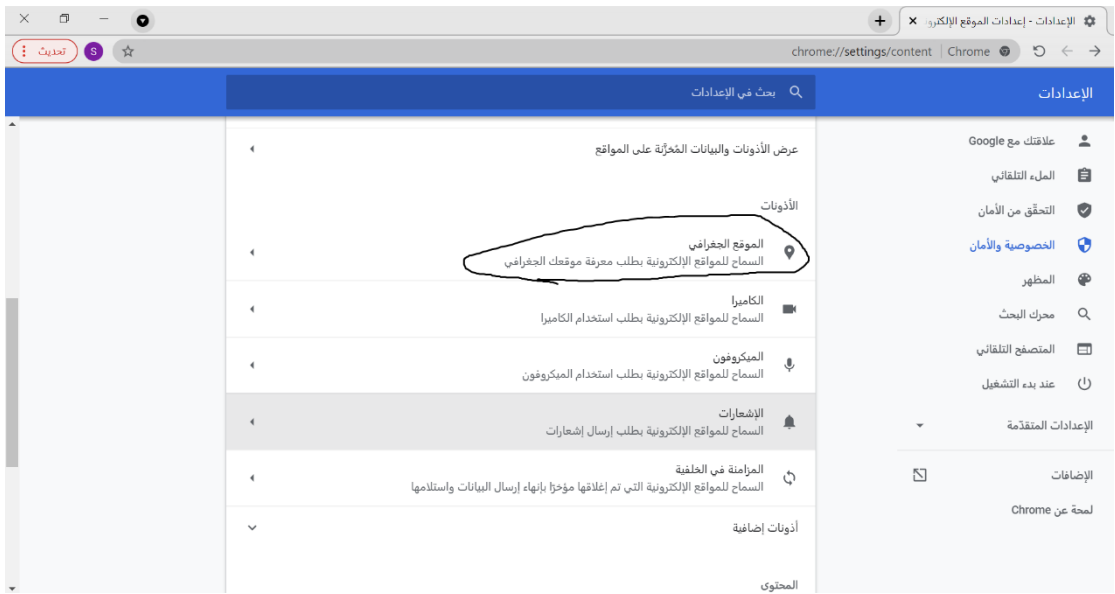 الإعدادات - إعدادات الموقع الإلكترو
chrome://settings/content | Chrome
S
تحديث
الإعدادات
بحث في الإعدادات
علاقتك مع Google
الملء التلقائي
التحقّق من الأمان
الخصوصية والأمان
المظهر
محرك البحث
المتصفح التلقائي
عند بدء التشغيل
الإعدادات المتقدّمة
الإضافات
لمحة عن Chrome
عرض الأذونات والبيانات المُخزَّنة على المواقع
الأذونات
الموقع الجغرافي
السماح للمواقع الإلكترونية بطلب معرفة موقعك الجغرافي
الكاميرا
السماح للمواقع الإلكترونية بطلب استخدام الكاميرا
الميكروفون
السماح للمواقع الإلكترونية بطلب استخدام الميكروفون
الإشعارات
السماح للمواقع الإلكترونية بطلب إرسال إشعارات
المزامنة في الخلفية
السماح للمواقع الإلكترونية التي تم إغلاقها مؤخرًا بإنهاء إرسال البيانات واستلامها
أذونات إضافية
المحتوى